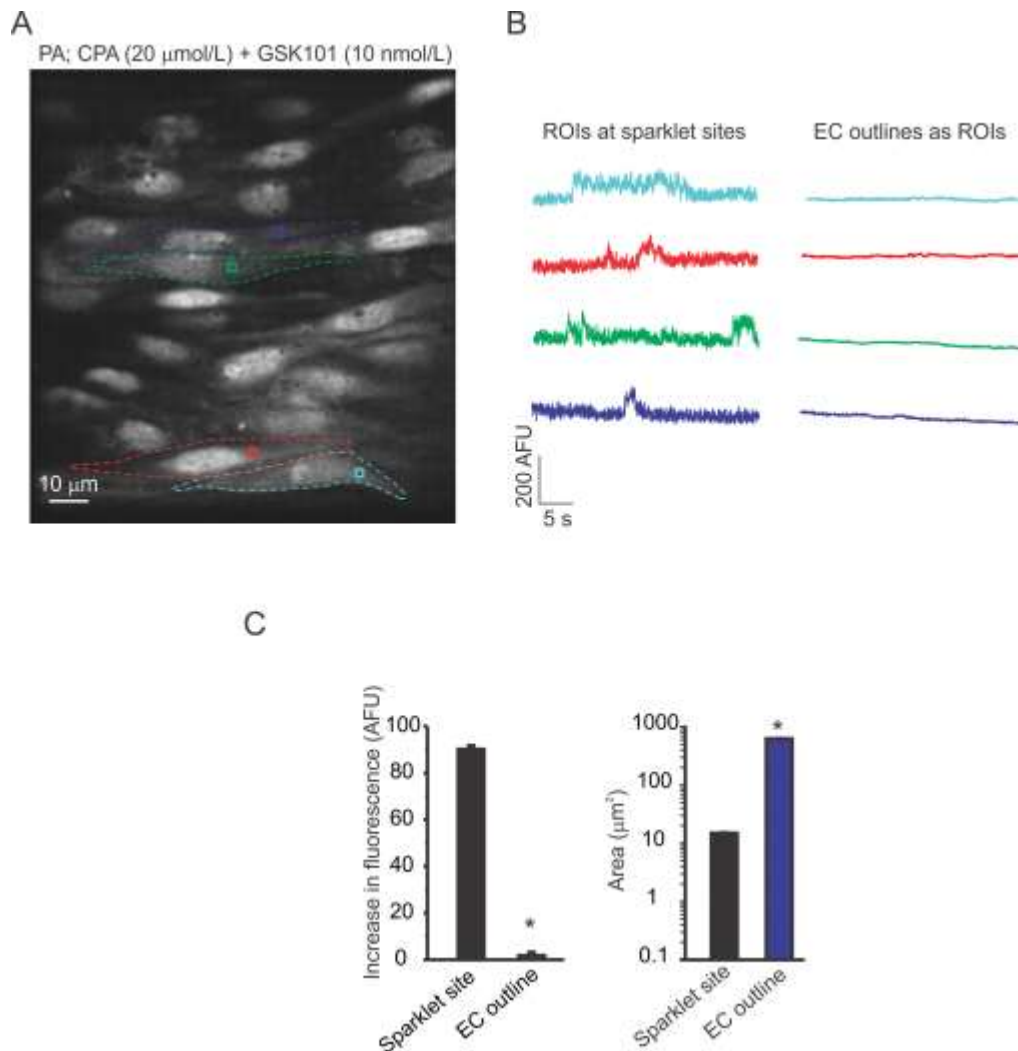 A
PA; CPA (20 μmol/L) + GSK101 (10 nmol/L)
10 μm
B
ROIs at sparklet sites
EC outlines as ROIs
200 AFU
5 s
C
Increase in fluorescence (AFU)
100
80
60
40
20
0
*
Sparklet site
EC outline
Area (μm²)
1000
100
10
1
0.1
*
Sparklet site
EC outline